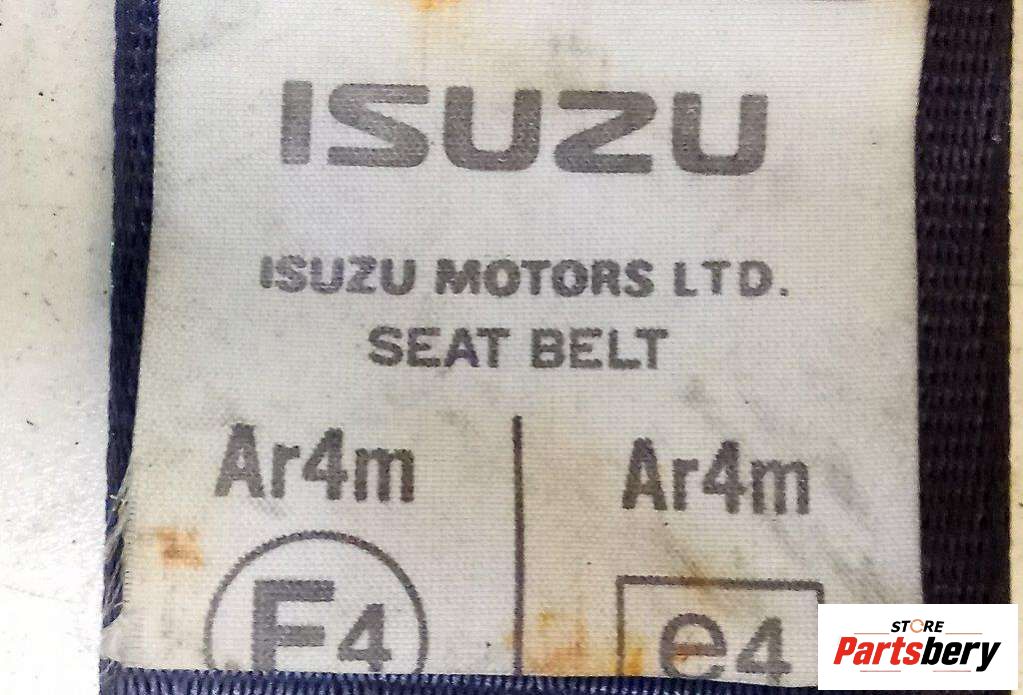 ISUZU
ISUZU MOTORS LTD.
SEAT BELT
Ar4m Ar4m
E4 e4
STORE
Partsbery